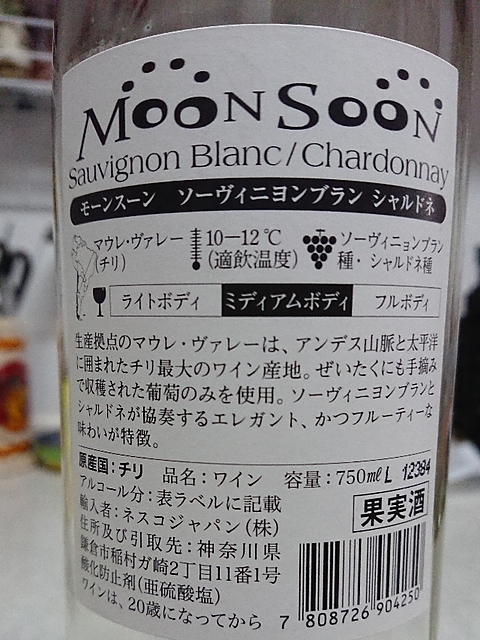 MOONSOON
Sauvignon Blanc/Chardonnay
モーンスーン ソーヴィニヨンブラン シャルドネ
マウレ・ヴァレー
(チリ)
10—12℃
(適飲温度)
ソーヴィニョンブラン
種・シャルドネ種
ライトボディ ミディアムボディ フルボディ
生産拠点のマウレ・ヴァレーは、アンデス山脈と太平洋
に囲まれたチリ最大のワイン産地。ぜいたくにも手摘み
で収穫された葡萄のみを使用。ソーヴィニヨンブランと
シャルドネが協奏するエレガント、かつフルーティーな
味わいが特徴。
原産国:チリ 品名:ワイン 容量:750ml L 12384
アルコール分:表ラベルに記載
輸入者:ネスコジャパン(株)
住所及び引取先:神奈川県
鎌倉市稲村ガ崎2丁目11番1号
酸化防止剤(亜硫酸塩)
ワインは、20歳になってから
果実酒
7 808726 904250